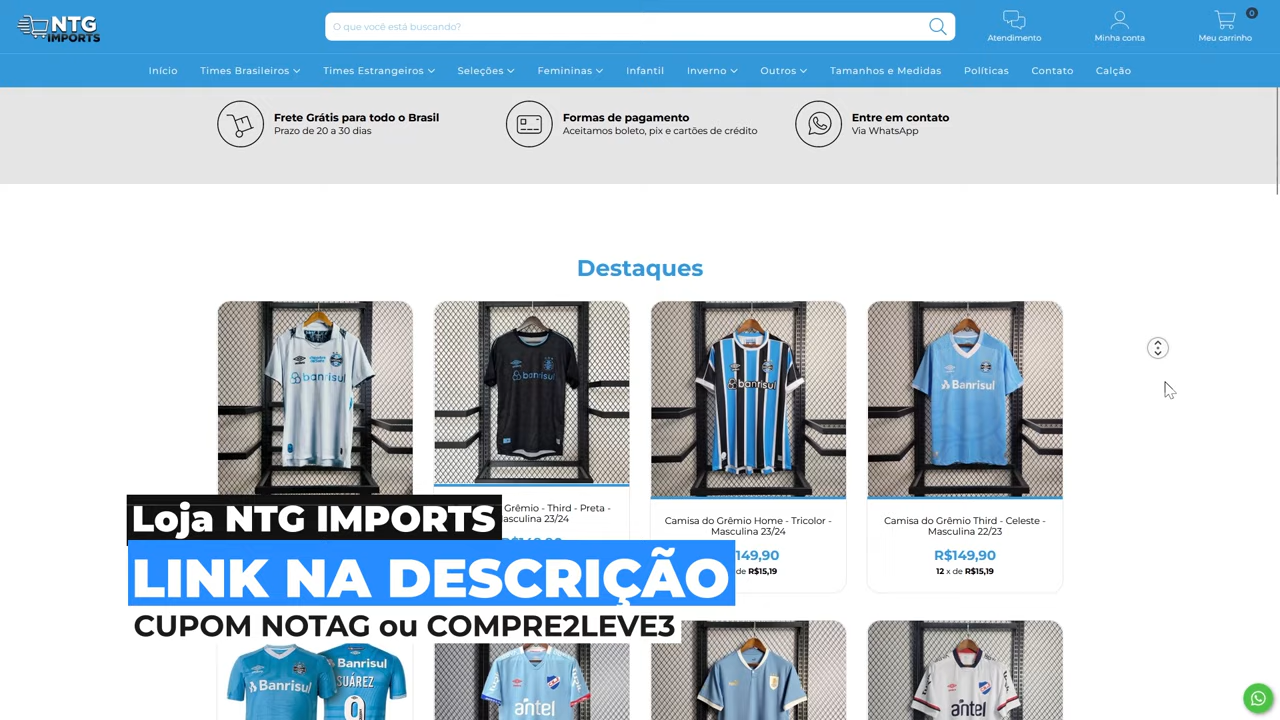 NTG
IMPORTS
O que você está buscando?
Atendimento
Minha conta
0
Meu carrinho
Início
Times Brasileiros
Times Estrangeiros
Seleções
Femininas
Infantil
Inverno
Outros
Tamanhos e Medidas
Políticas
Contato
Calção
Frete Grátis para todo o Brasil
Prazo de 20 a 30 dias
Formas de pagamento
Aceitamos boleto, pix e cartões de crédito
Entre em contato
Via WhatsApp
Destaques
banrisul
banrisul
banrisul
Banrisul
Grêmio - Third - Preta -
asculina 23/24
Camisa do Grêmio Home - Tricolor -
Masculina 23/24
149,90
de R$15,19
Camisa do Grêmio Third - Celeste -
Masculina 22/23
R$149,90
12 x de R$15,19
Loja NTG IMPORTS
LINK NA DESCRIÇÃO
CUPOM NOTAG ou COMPRE2LEVE3
Banrisul
Banrisul
SUÁREZ
9
antel
antel